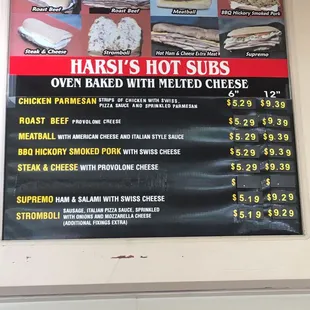 Roast Beef
Meatball
BBQ Hickory Smoked Pork
Steak & Cheese
Stromboli
Hot Ham & Cheese Extra Meat
Supremo
HARSI'S HOT SUBS
OVEN BAKED WITH MELTED CHEESE
6" 12"
CHICKEN PARMESAN STRIPS OF CHICKEN WITH SWISS, $5.29 $9.39
PIZZA SAUCE AND SPRINKLED PARMESAN
ROAST BEEF PROVOLONE CHEESE $5.29 $9.39
MEATBALL WITH AMERICAN CHEESE AND ITALIAN STYLE SAUCE $5.29 $9.39
BBQ HICKORY SMOKED PORK WITH SWISS CHEESE $5.29 $9.39
STEAK & CHEESE WITH PROVOLONE CHEESE $5.29 $9.39
$ $
SUPREMO HAM & SALAMI WITH SWISS CHEESE $5.19 $9.29
STROMBOLI SAUSAGE, ITALIAN PIZZA SAUCE, SPRINKLED $5.19 $9.29
WITH ONIONS AND MOZZARELLA CHEESE
(ADDITIONAL FIXINGS EXTRA)